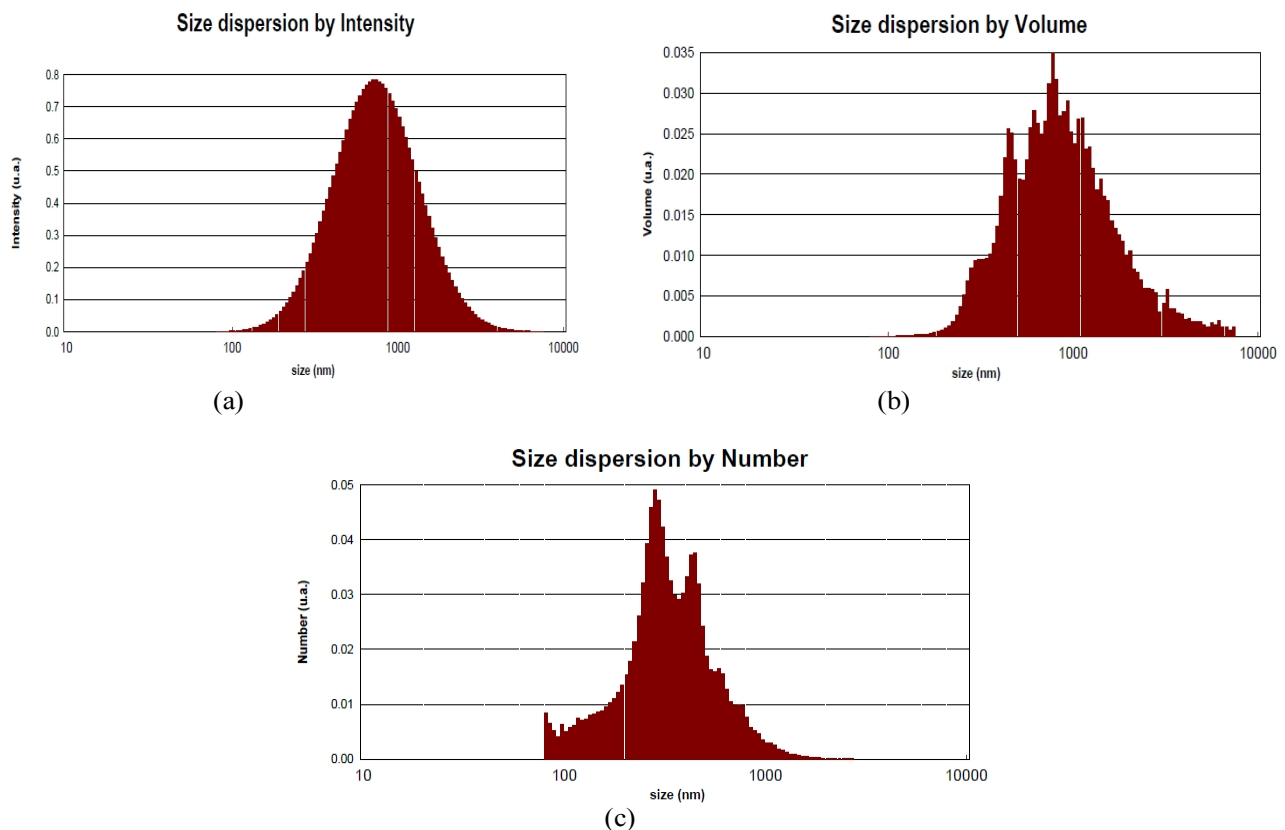 Size dispersion by Intensity
Intensity (u.a.)
0.8
0.7
0.6
0.5
0.4
0.3
0.2
0.1
0.0
10 100 1000 10000
size (nm)
(a)
Size dispersion by Volume
Volume (u.a.)
0.035
0.030
0.025
0.020
0.015
0.010
0.005
0.000
10 100 1000 10000
size (nm)
(b)
Size dispersion by Number
Number (u.a.)
0.05
0.04
0.03
0.02
0.01
0.00
10 100 1000 10000
size (nm)
(c)